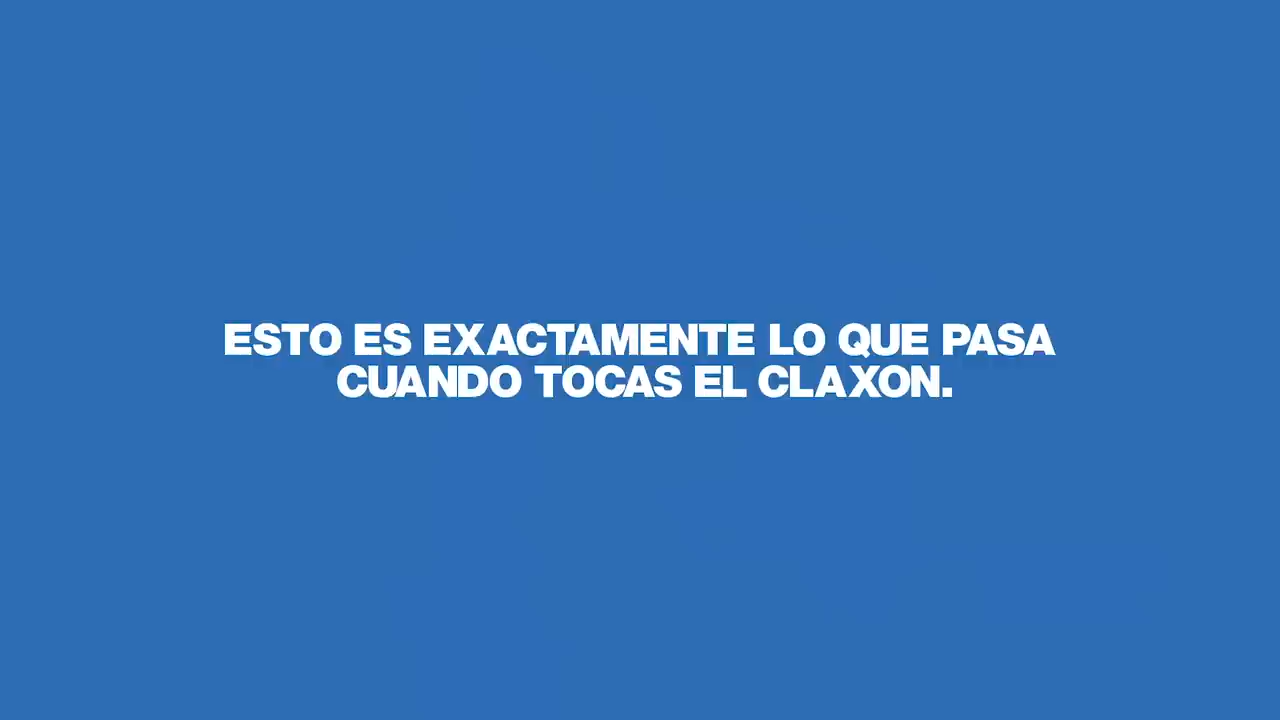 ESTO ES EXACTAMENTE LO QUE PASA
CUANDO TOCAS EL CLAXON.